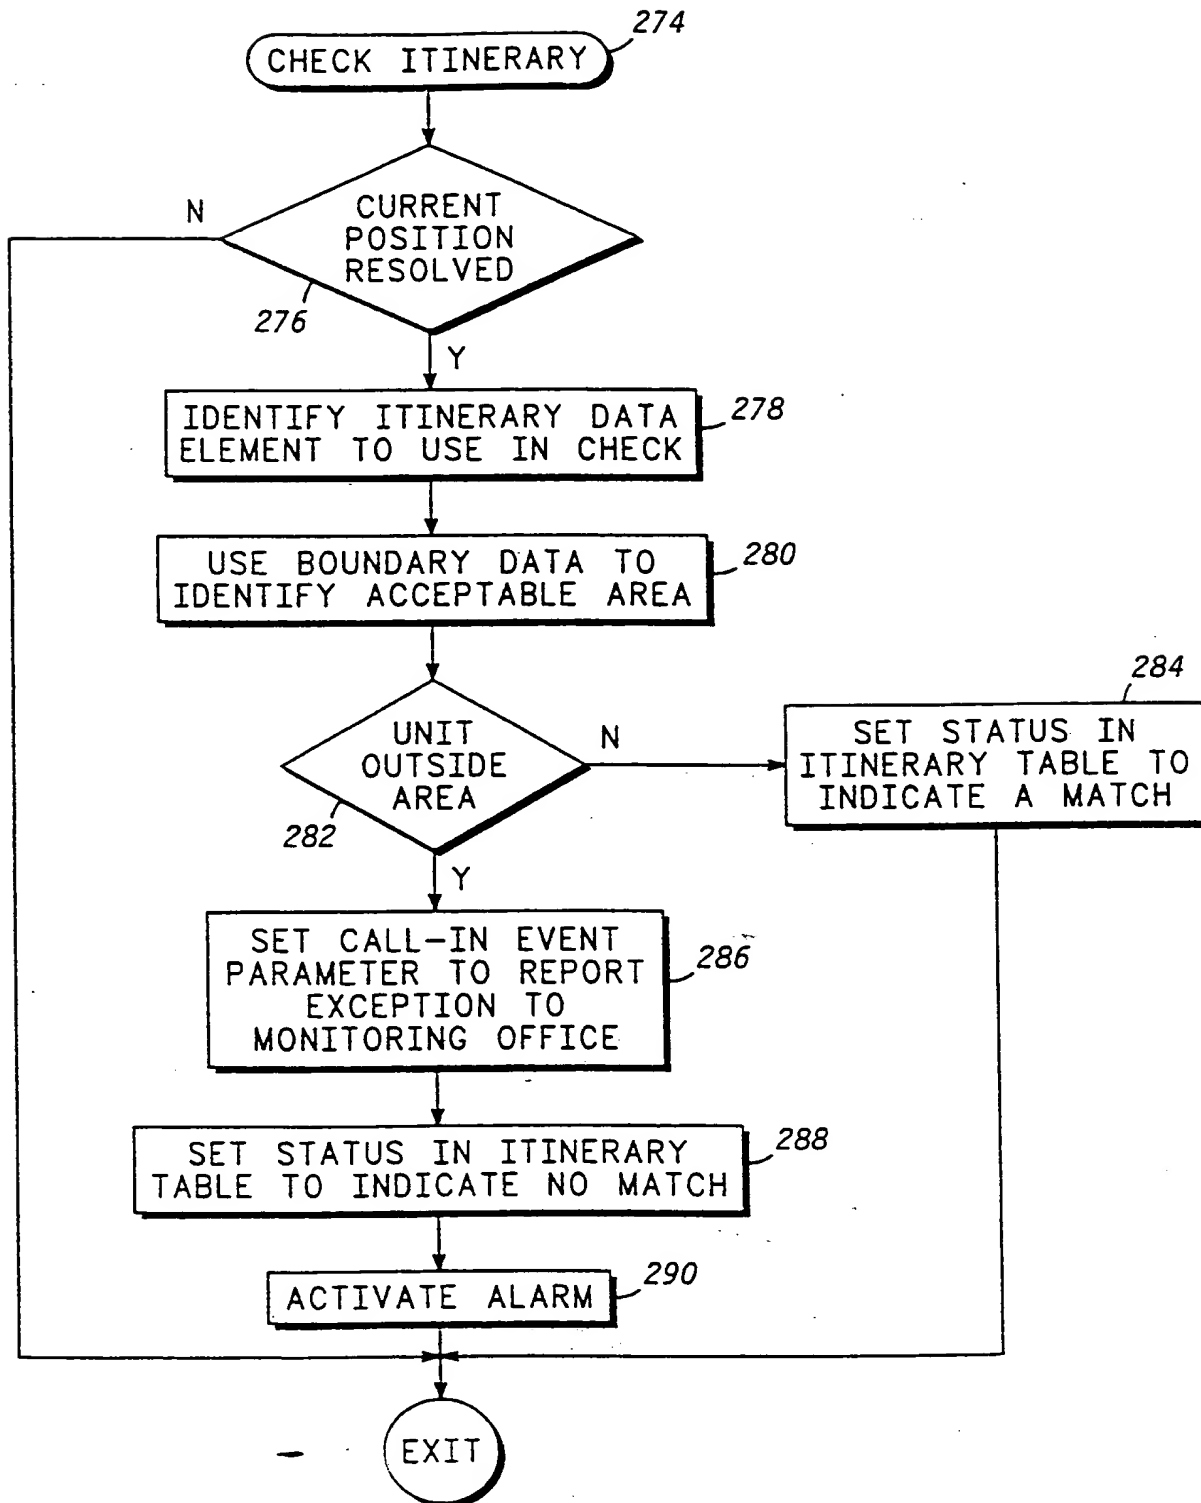 274
CHECK ITINERARY
N
CURRENT
POSITION
RESOLVED
276
Y
IDENTIFY ITINERARY DATA
ELEMENT TO USE IN CHECK
278
USE BOUNDARY DATA TO
IDENTIFY ACCEPTABLE AREA
280
UNIT
OUTSIDE
AREA
282
N
284
SET STATUS IN
ITINERARY TABLE TO
INDICATE A MATCH
Y
SET CALL-IN EVENT
PARAMETER TO REPORT
EXCEPTION TO
MONITORING OFFICE
286
SET STATUS IN ITINERARY
TABLE TO INDICATE NO MATCH
288
ACTIVATE ALARM
290
EXIT